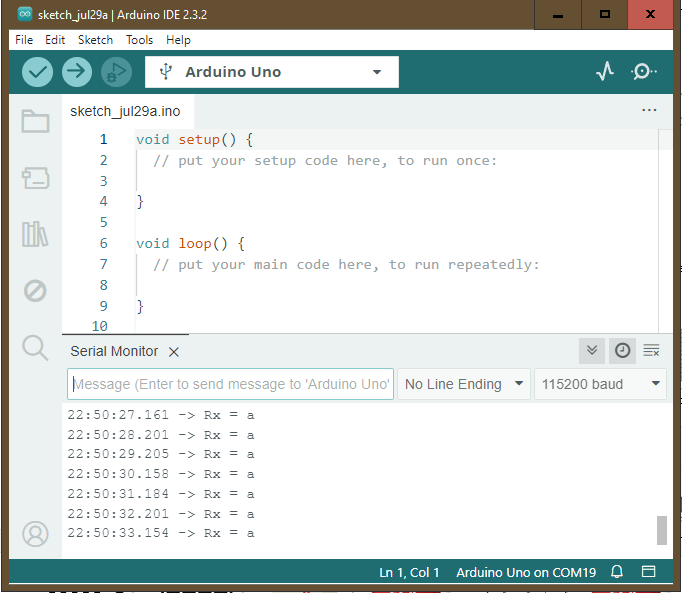 sketch_jul29a | Arduino IDE 2.3.2
File Edit Sketch Tools Help
Arduino Uno
sketch_jul29a.ino
1 void setup() {
2 // put your setup code here, to run once:
3
4 }
5
6 void loop() {
7 // put your main code here, to run repeatedly:
8
9 }
10
Serial Monitor
Message (Enter to send message to 'Arduino Uno' No Line Ending 115200 baud
22:50:27.161 -> Rx = a
22:50:28.201 -> Rx = a
22:50:29.205 -> Rx = a
22:50:30.158 -> Rx = a
22:50:31.184 -> Rx = a
22:50:32.201 -> Rx = a
22:50:33.154 -> Rx = a
Ln 1, Col 1 Arduino Uno on COM19